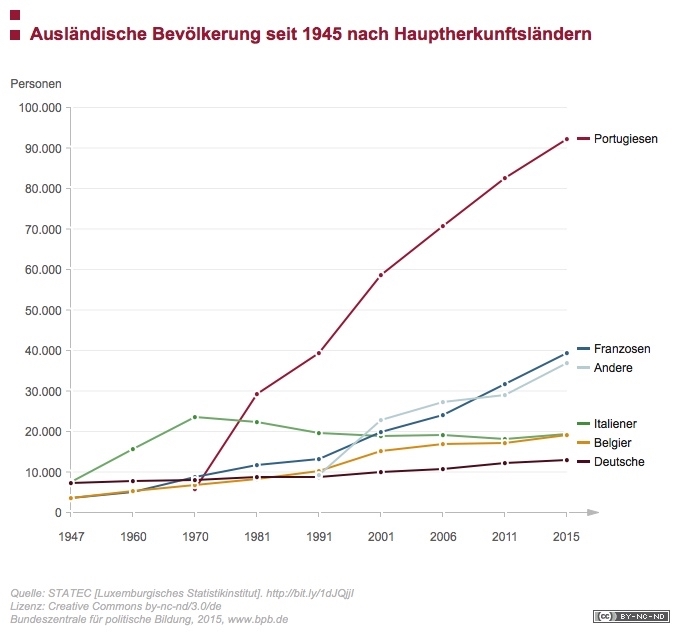 Ausländische Bevölkerung seit 1945 nach Hauptherkunftsländern
Personen
100.000
90.000
80.000
70.000
60.000
50.000
40.000
30.000
20.000
10.000
0
Portugiesen
Franzosen
Andere
Italiener
Belgier
Deutsche
1947 1960 1970 1981 1991 2001 2006 2011 2015
Quelle: STATEC [Luxemburgisches Statistikinstitut]. http://bit.ly/1dJQjjI
Lizenz: Creative Commons by-nc-nd/3.0/de
Bundeszentrale für politische Bildung, 2015, www.bpb.de
(cc) BY-NC-ND